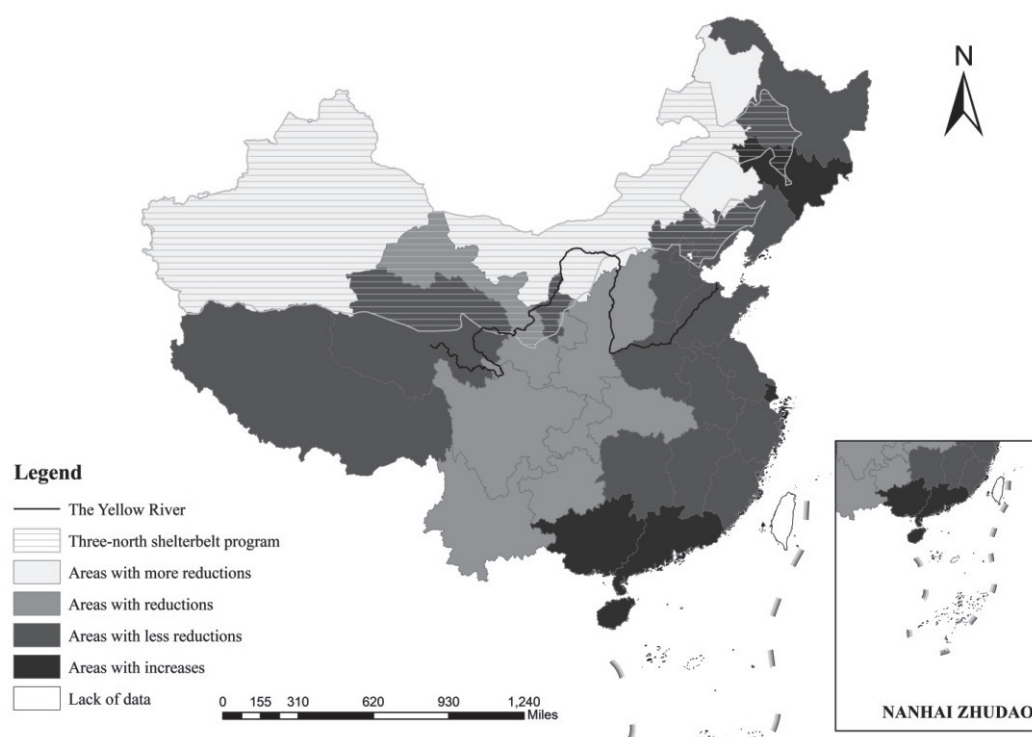 N
Legend
The Yellow River
Three-north shelterbelt program
Areas with more reductions
Areas with reductions
Areas with less reductions
Areas with increases
Lack of data
0 155 310 620 930 1,240
Miles
NANHAI ZHUDAO